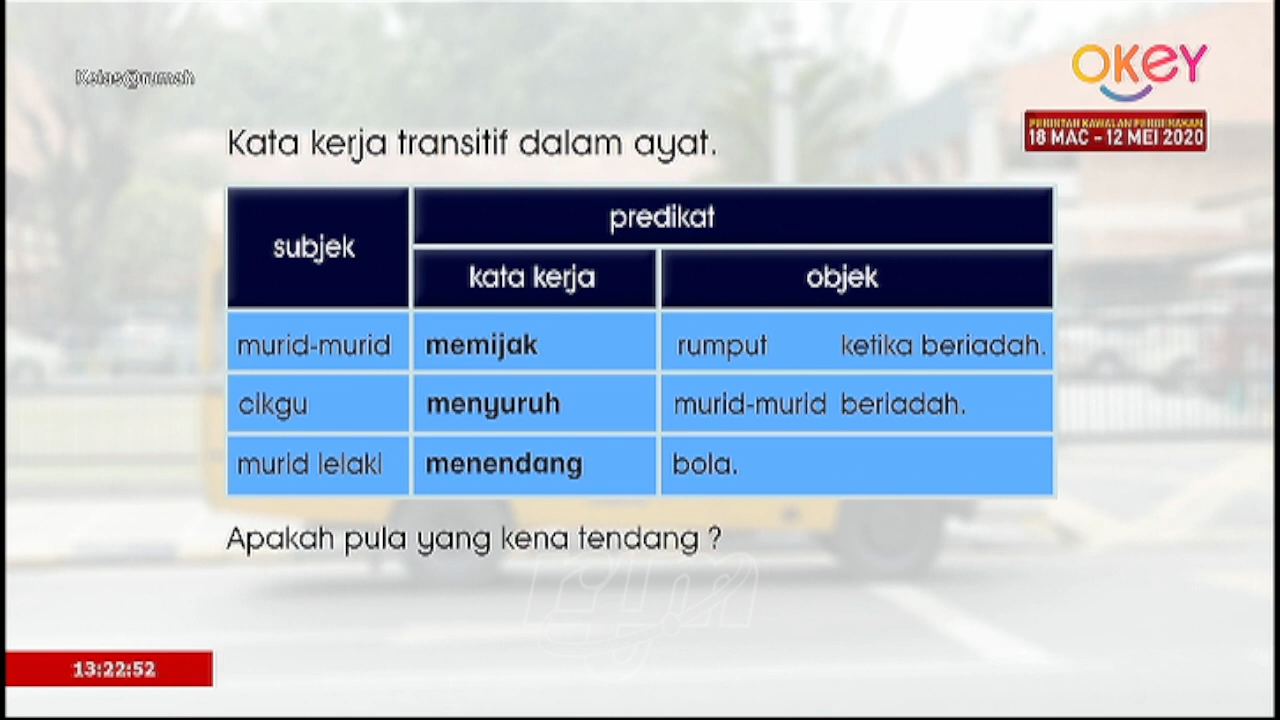 Kelas@rumah
OKEY
PERINTAH KAWALAN PERGERAKAN
18 MAC – 12 MEI 2020
Kata kerja transitif dalam ayat.
subjek
predikat
kata kerja
objek
murid-murid memijak rumput ketika beriadah.
cikgu menyuruh murid-murid beriadah.
murid lelaki menendang bola.
Apakah pula yang kena tendang ?
rtm
13:22:52